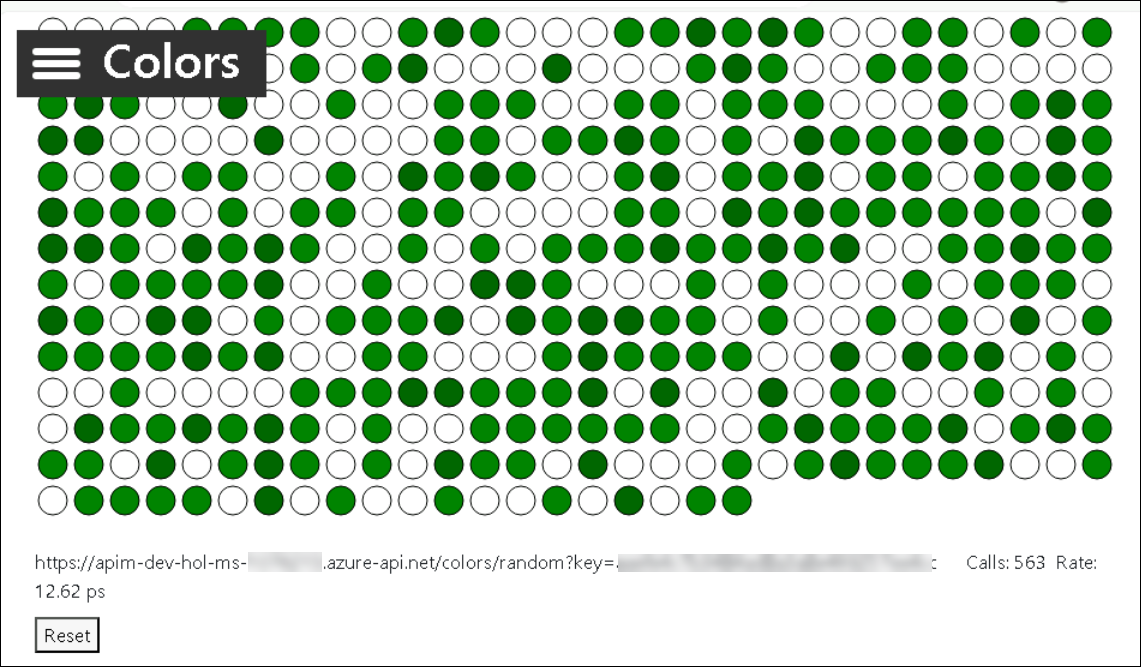 Colors
https://apim-dev-hol-ms- .azure-api.net/colors/random?key= Calls: 563 Rate:
12.62 ps
Reset